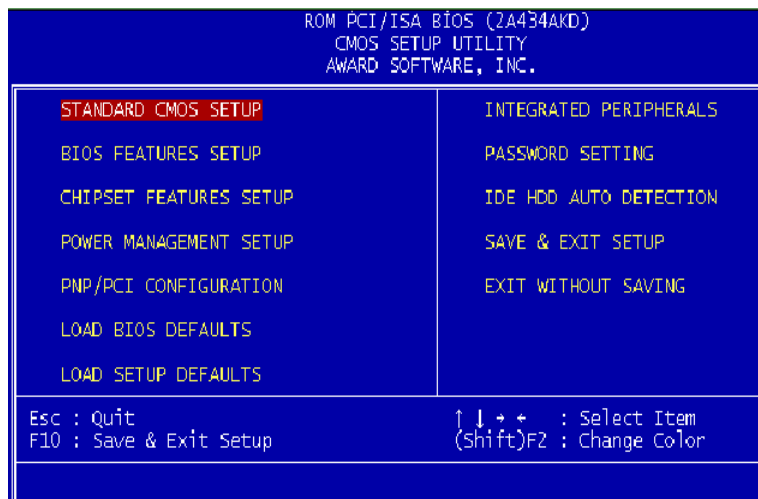 ROM PCI/ISA BIOS (2A434AKD)
CMOS SETUP UTILITY
AWARD SOFTWARE, INC.
STANDARD CMOS SETUP
BIOS FEATURES SETUP
CHIPSET FEATURES SETUP
POWER MANAGEMENT SETUP
PNP/PCI CONFIGURATION
LOAD BIOS DEFAULTS
LOAD SETUP DEFAULTS
INTEGRATED PERIPHERALS
PASSWORD SETTING
IDE HDD AUTO DETECTION
SAVE & EXIT SETUP
EXIT WITHOUT SAVING
Esc : Quit
F10 : Save & Exit Setup
↑ ↓ → ← : Select Item
(Shift)F2 : Change Color